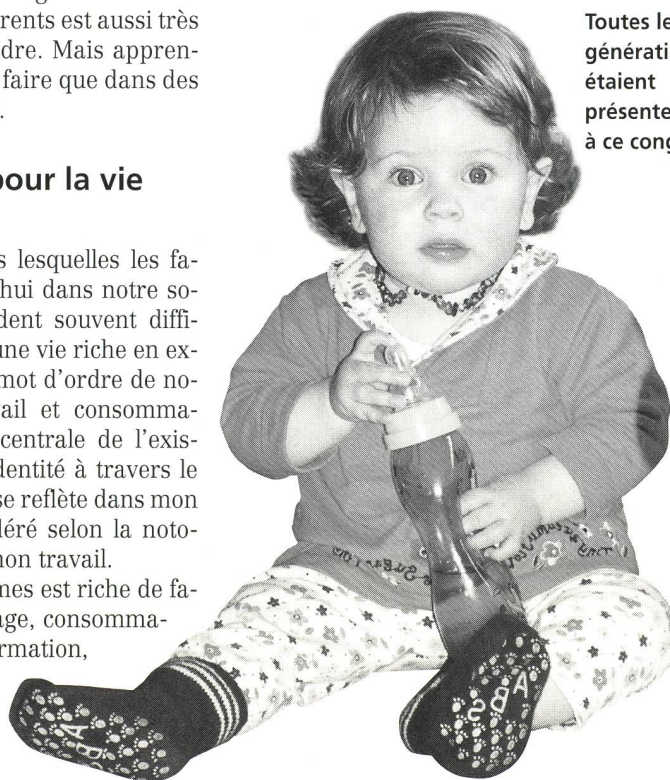 rents est aussi très
dre. Mais appren-
faire que dans des
.
pour la vie
s lesquelles les fa-
hui dans notre so-
dent souvent diffi-
une vie riche en ex-
mot d'ordre de no-
vail et consomma-
centrale de l'exis-
dentité à travers le
se reflète dans mon
déré selon la noto-
mon travail.
mes est riche de fa-
age, consomma-
rmation,
Toutes le
générati
étaient
présente
à ce cong
A
B
S
A
B